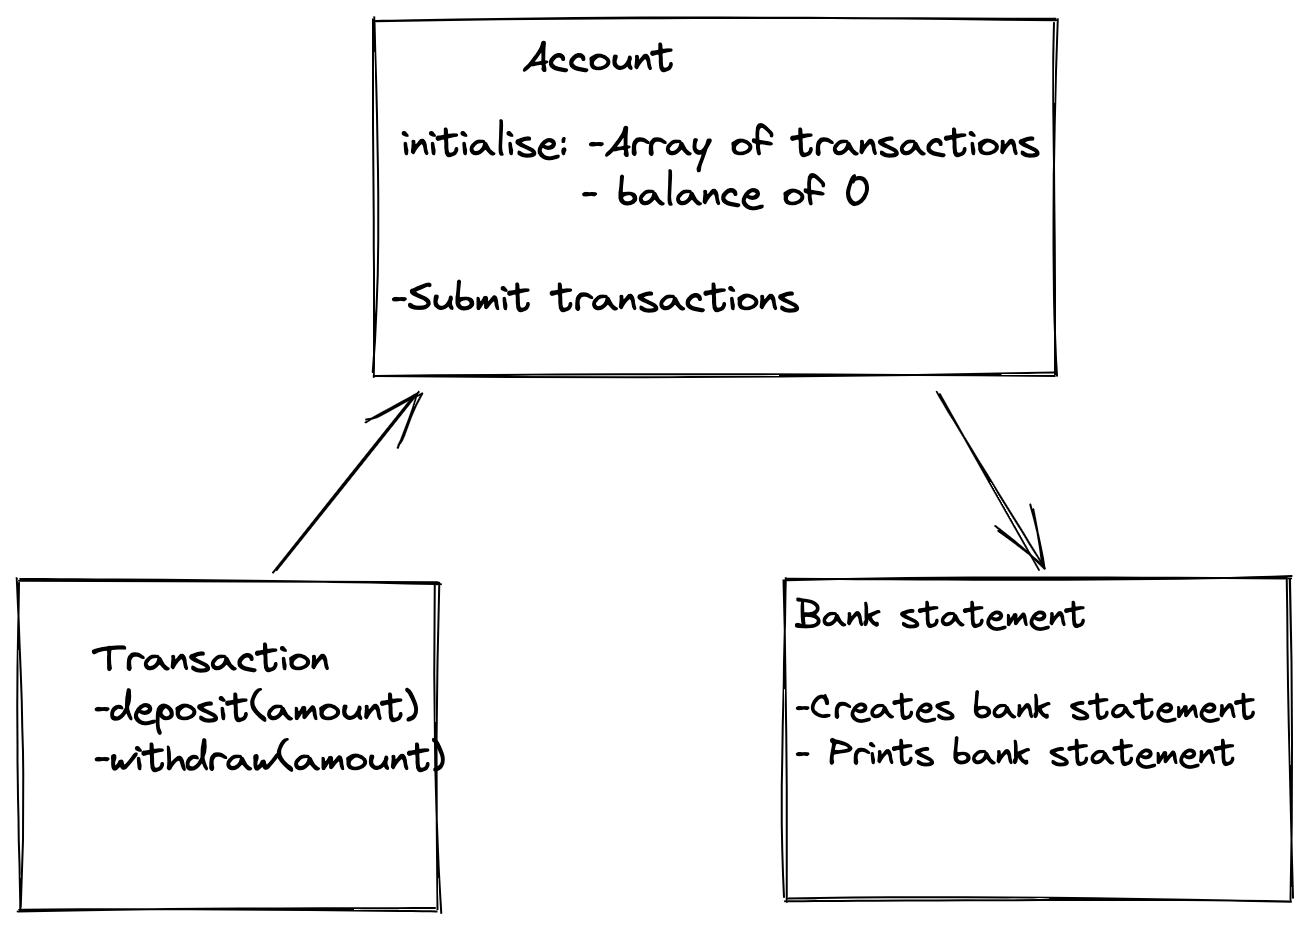 Account
initialise: -Array of transactions
- balance of 0
-Submit transactions
Transaction
-deposit(amount)
-withdraw(amount)
Bank statement
-Creates bank statement
- Prints bank statement